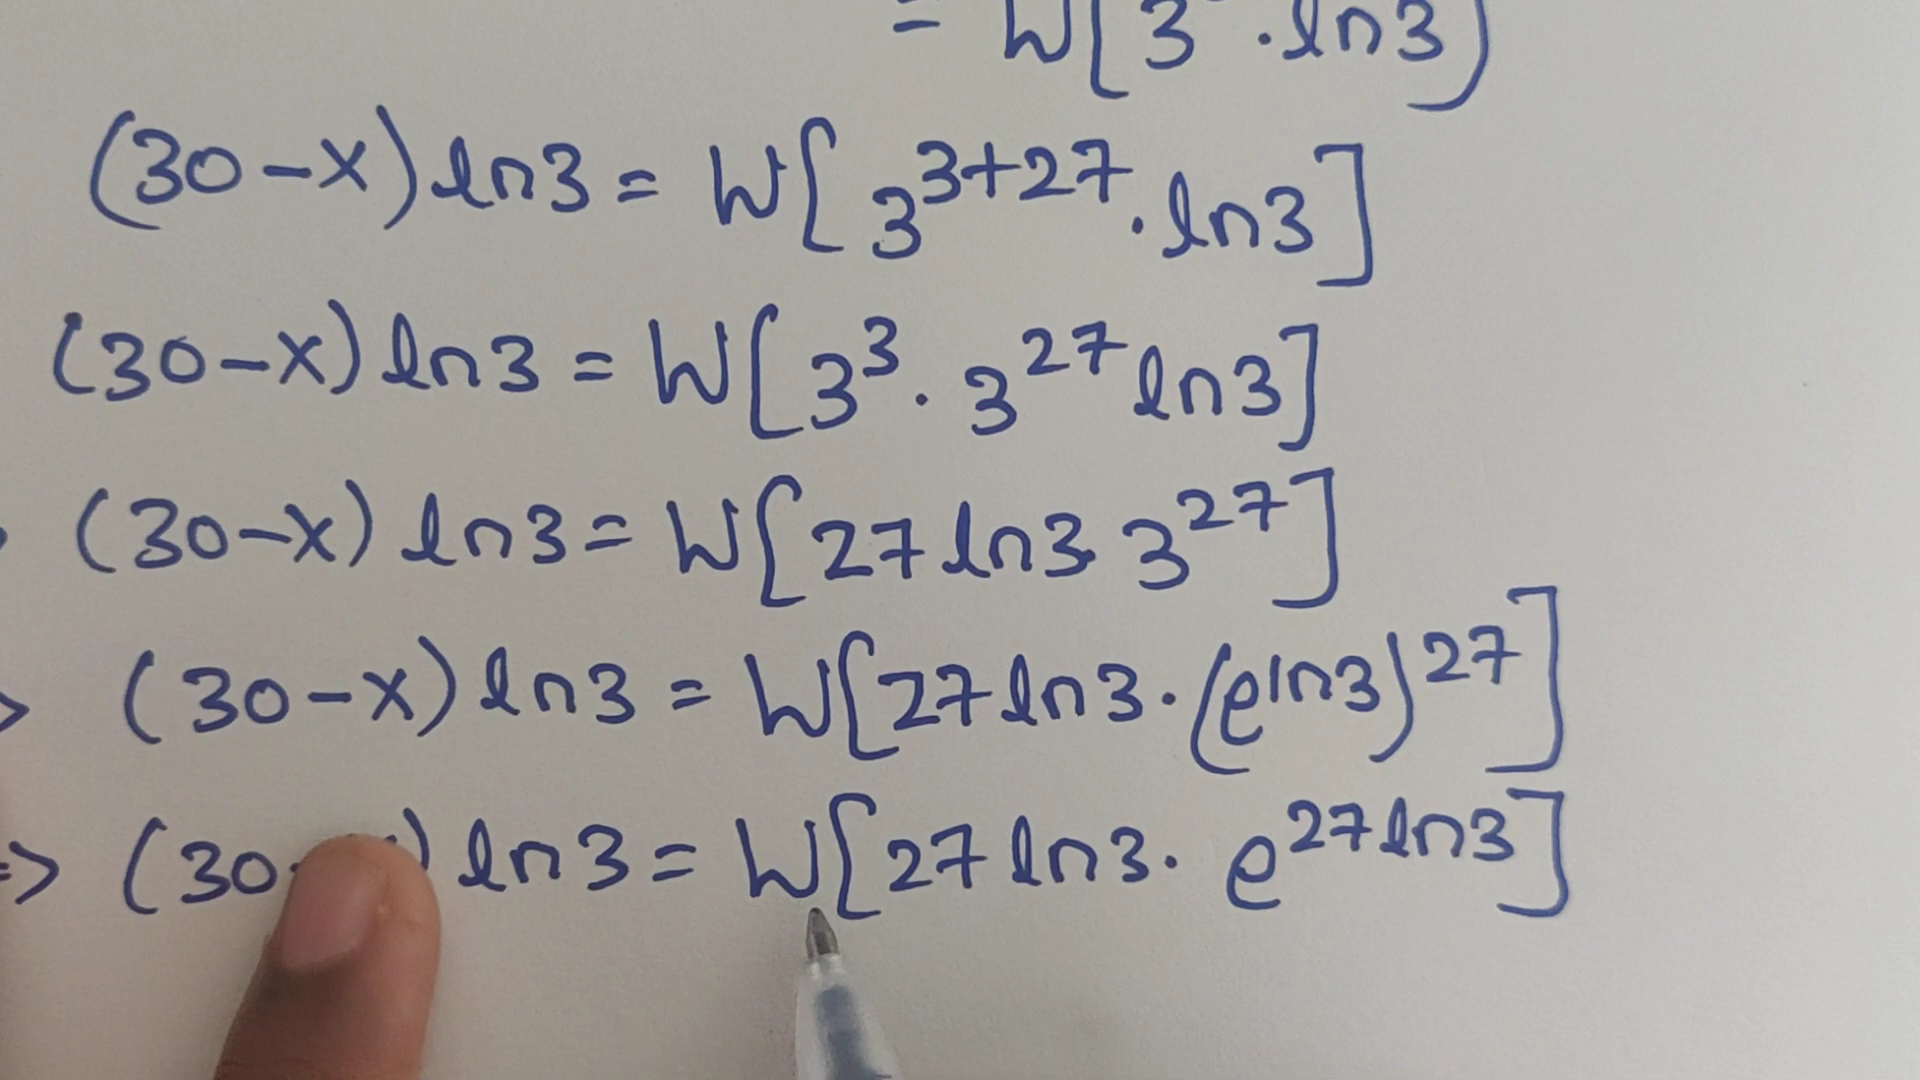 = W[3 . ln3]
(30-x) ln3 = W[3^3+27 . ln3]
(30-x) ln3 = W[3^3 . 3^27 ln3]
(30-x) ln3 = W[27 ln3 3^27]
> (30-x) ln3 = W[27 ln3 . (e^ln3)^27]
=> (30 ) ln3 = W[27 ln3 . e^27 ln3]